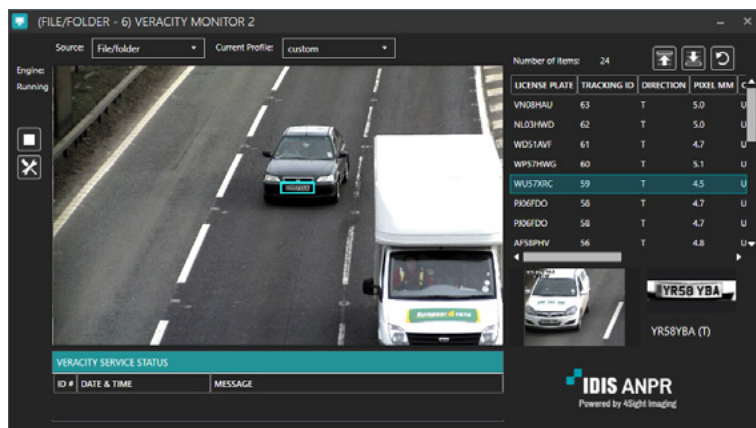 (FILE/FOLDER - 6) VERACITY MONITOR 2
Source: File/folder Current Profile: custom
Engine:
Running
Number of items: 24
LICENSE PLATE TRACKING ID DIRECTION PIXEL MM C
VN08HAU 63 T 5.0 U
NL03HWD 62 T 5.0 U
WD51AVF 61 T 4.7 U
WP57HWG 60 T 5.1 U
WU57XRC 59 T 4.5 U
PJ06FDO 58 T 4.7 U
PJ06FDO 58 T 4.7 U
AF58PHV 56 T 4.8 U
YR58 YBA
YR58YBA (T)
VERACITY SERVICE STATUS
ID # DATE & TIME MESSAGE
IDIS ANPR
Powered by 4Sight Imaging